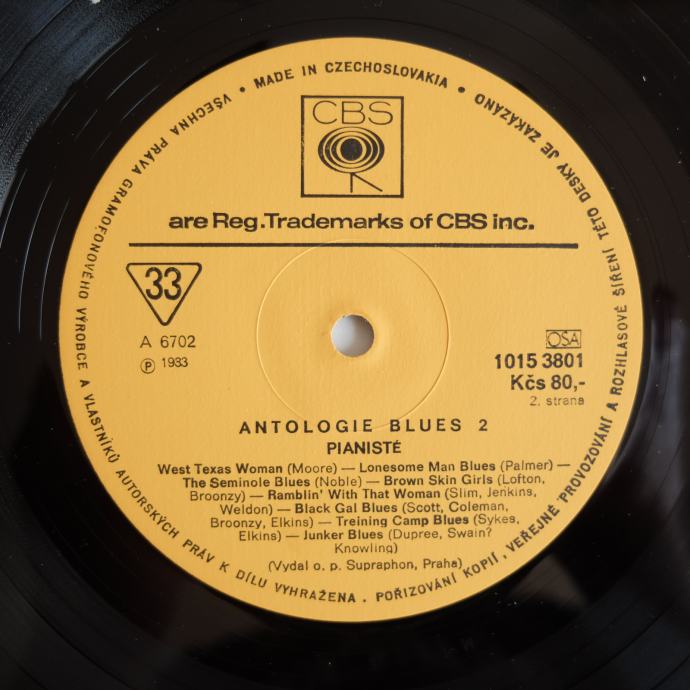 • MADE IN CZECHOSLOVAKIA •
VŠECHNA PRÁVA GRAMOFONOVÉHO VÝROBCE A VLASTNÍKŮ AUTORSKÝCH PRÁV K DÍLU VYHRAŽENA . POŘIZOVÁNÍ KOPIÍ, VEŘEJNÉ PROVOZOVÁNÍ A ROZHLASOVÉ ŠÍŘENÍ TÉTO DESKY JE ZAKÁZÁNO
CBS
are Reg.Trademarks of CBS inc.
33
A 6702
Ⓟ 1933
OSA
1015 3801
Kčs 80,-
2. strana
ANTOLOGIE BLUES 2
PIANISTÉ
West Texas Woman (Moore) — Lonesome Man Blues (Palmer) —
The Seminole Blues (Noble) — Brown Skin Girls (Lofton,
Broonzy) — Ramblin' With That Woman (Slim, Jenkins,
Weldon) — Black Gal Blues (Scott, Coleman,
Broonzy, Elkins) — Treining Camp Blues (Sykes,
Elkins) — Junker Blues (Dupree, Swain?
Knowling)
(Vydal o. p. Supraphon, Praha)